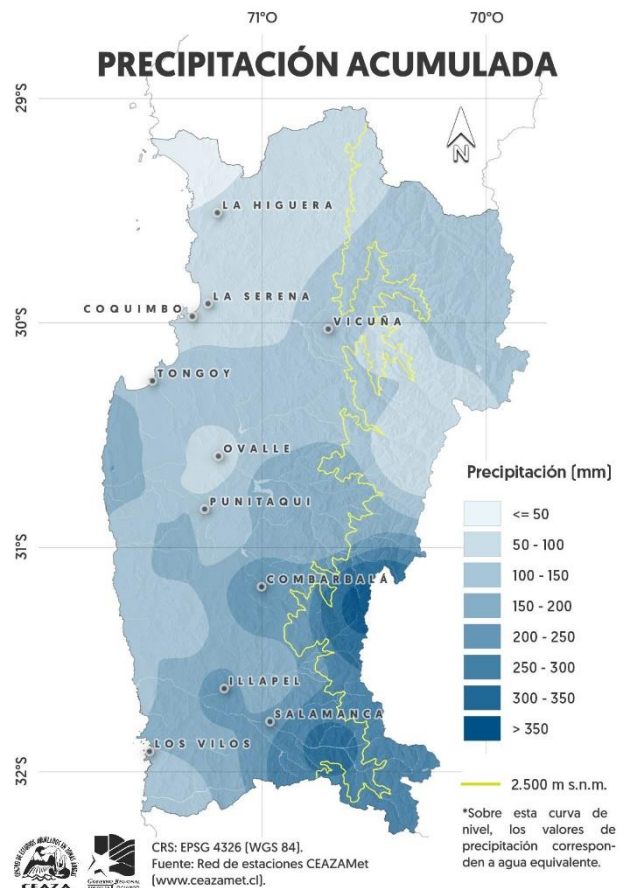 71°O
70°O
PRECIPITACIÓN ACUMULADA
29°S
N
LA HIGUERA
LA SERENA
COQUIMBO
30°S
VICUÑA
TONGOY
OVALLE
PUNITAQUI
31°S
COMBARBALÁ
ILLAPEL
SALAMANCA
LOS VILOS
32°S
Precipitación (mm)
<= 50
50 - 100
100 - 150
150 - 200
200 - 250
250 - 300
300 - 350
> 350
2.500 m s.n.m.
*Sobre esta curva de
nivel, los valores de
precipitación correspon-
den a agua equivalente.
CEAZA
CRS: EPSG 4326 (WGS 84).
Fuente: Red de estaciones CEAZAMet
(www.ceazamet.cl).